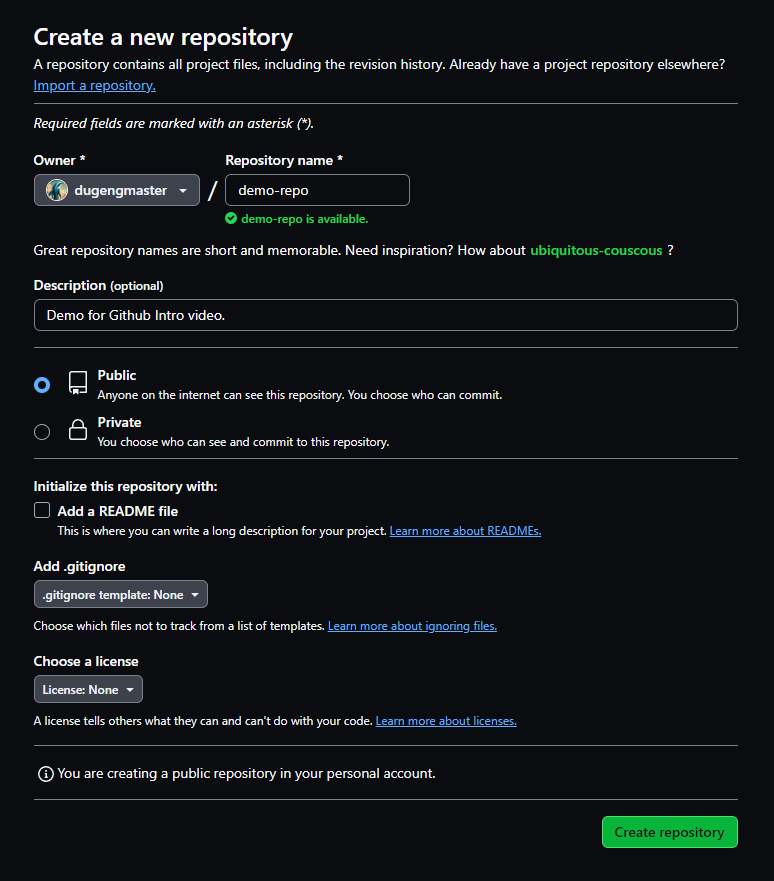 Create a new repository
A repository contains all project files, including the revision history. Already have a project repository elsewhere?
Import a repository.
Required fields are marked with an asterisk (*).
Owner *
Repository name *
dugengmaster
/
demo-repo
demo-repo is available.
Great repository names are short and memorable. Need inspiration? How about ubiquitous-couscous ?
Description (optional)
Demo for Github Intro video.
Public
Anyone on the internet can see this repository. You choose who can commit.
Private
You choose who can see and commit to this repository.
Initialize this repository with:
Add a README file
This is where you can write a long description for your project. Learn more about READMEs.
Add .gitignore
.gitignore template: None
Choose which files not to track from a list of templates. Learn more about ignoring files.
Choose a license
License: None
A license tells others what they can and can't do with your code. Learn more about licenses.
You are creating a public repository in your personal account.
Create repository